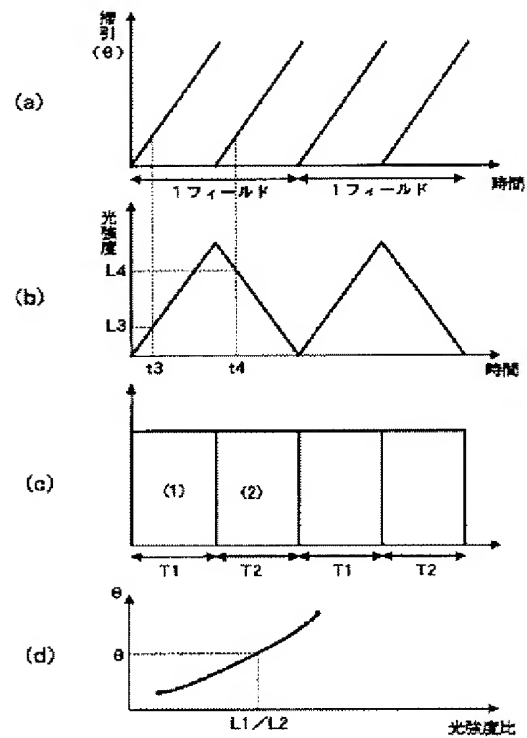 掃引
(θ)
(a)
時間
1フィールド
1フィールド
光強度
L4
(b)
L3
t3
t4
時間
(c)
(1)
(2)
T1
T2
T1
T2
θ
(d)
θ
L1/L2
光強度比